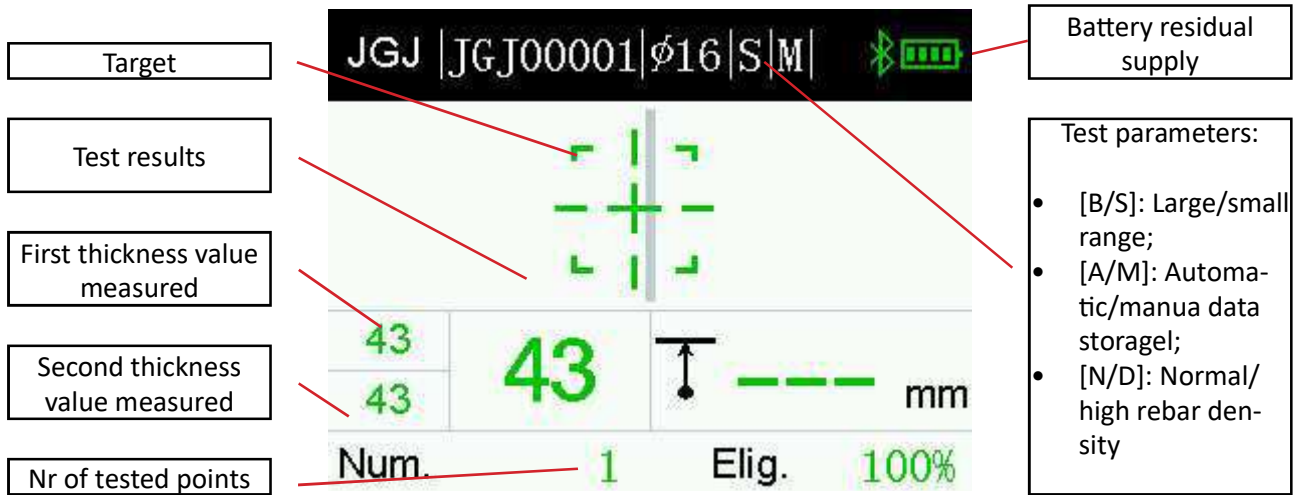 Target
Test results
First thickness value
measured
Second thickness
value measured
Nr of tested points
JGJ |JGJ00001|ϕ16|S|M|
43
43
43
--- mm
Num. 1 Elig. 100%
Battery residual
supply
Test parameters:
• [B/S]: Large/small
range;
• [A/M]: Automa-
tic/manua data
storagel;
• [N/D]: Normal/
high rebar den-
sity